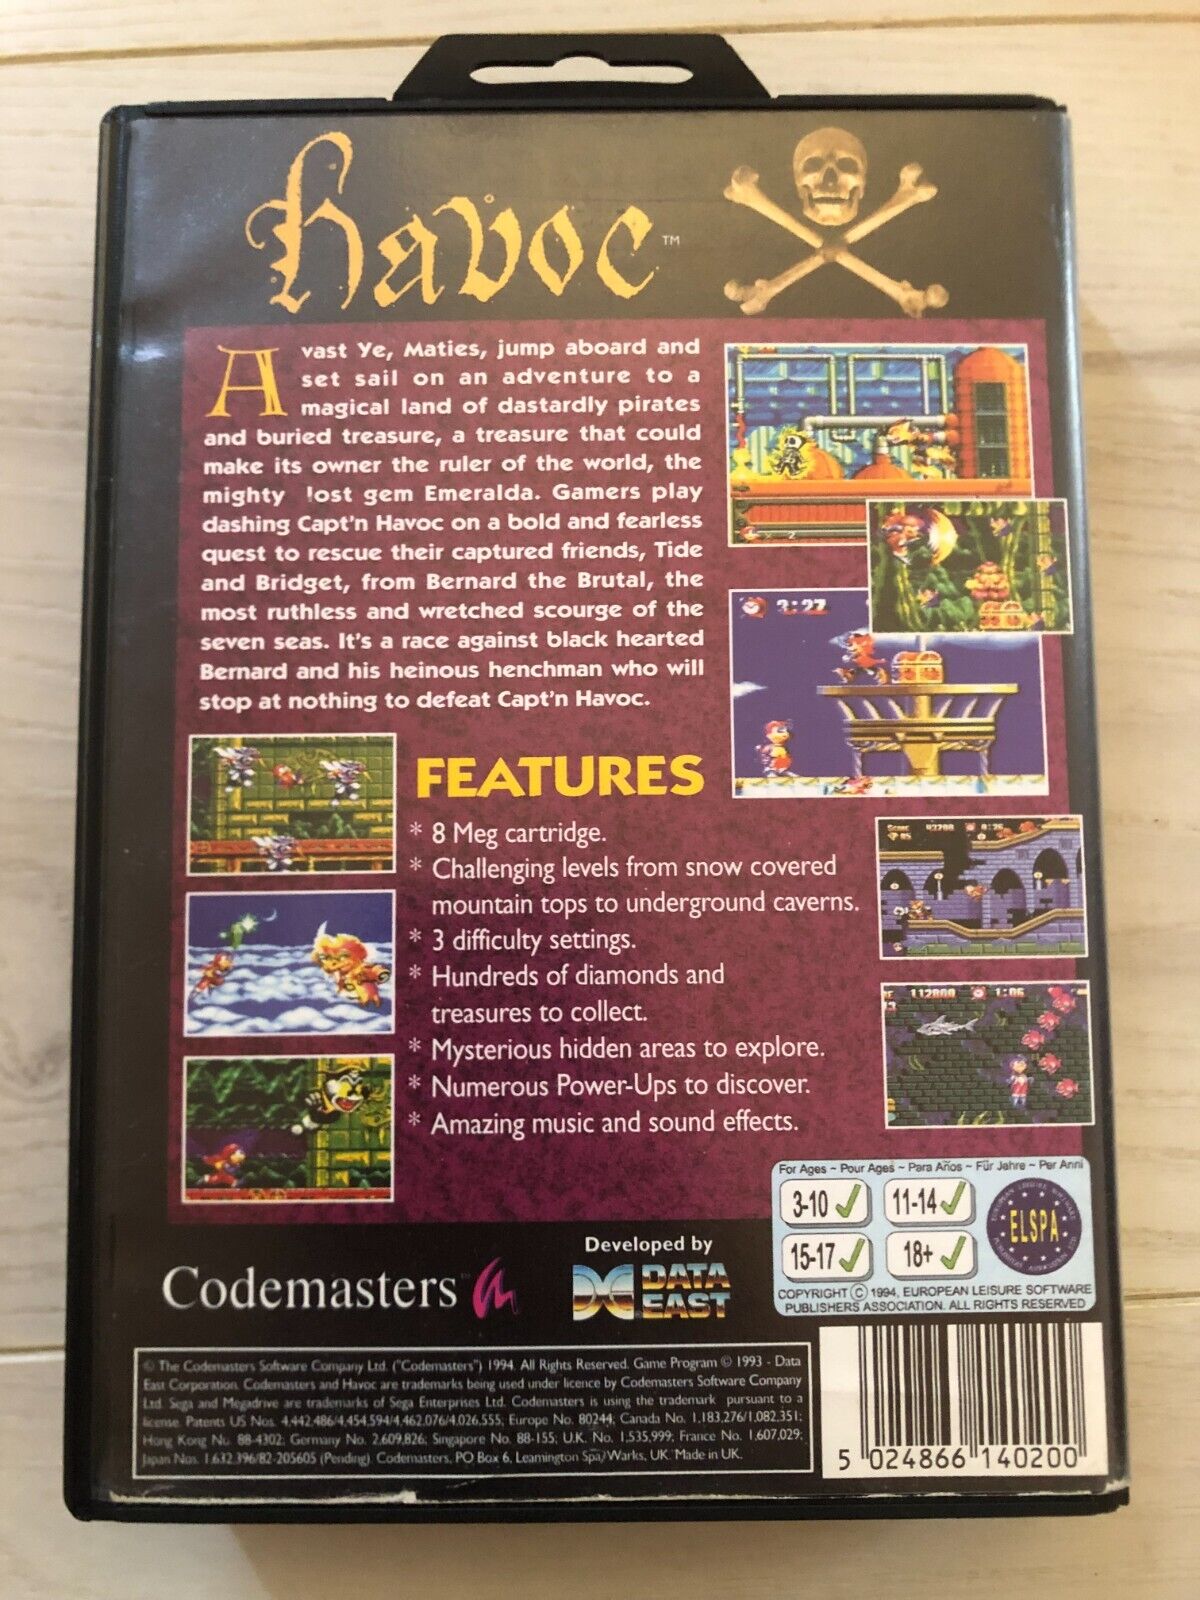 Havoc™
Avast Ye, Maties, jump aboard and
set sail on an adventure to a
magical land of dastardly pirates
and buried treasure, a treasure that could
make its owner the ruler of the world, the
mighty lost gem Emeralda. Gamers play
dashing Capt'n Havoc on a bold and fearless
quest to rescue their captured friends, Tide
and Bridget, from Bernard the Brutal, the
most ruthless and wretched scourge of the
seven seas. It's a race against black hearted
Bernard and his heinous henchman who will
stop at nothing to defeat Capt'n Havoc.
2
3:27
FEATURES
* 8 Meg cartridge.
* Challenging levels from snow covered
mountain tops to underground caverns.
* 3 difficulty settings.
* Hundreds of diamonds and
treasures to collect.
* Mysterious hidden areas to explore.
* Numerous Power-Ups to discover.
* Amazing music and sound effects.
112800 1:06
For Ages ~ Pour Ages ~ Para Años ~ Für Jahre ~ Per Anni
3-10 11-14
15-17 18+
ELSPA
COPYRIGHT © 1994, EUROPEAN LEISURE SOFTWARE
PUBLISHERS ASSOCIATION. ALL RIGHTS RESERVED
Codemasters™
Developed by
DATA
EAST
© The Codemasters Software Company Ltd. ("Codemasters") 1994. All Rights Reserved. Game Program © 1993 - Data
East Corporation. Codemasters and Havoc are trademarks being used under licence by Codemasters Software Company
Ltd. Sega and Megadrive are trademarks of Sega Enterprises Ltd. Codemasters is using the trademark pursuant to a
license. Patents US Nos. 4,442,486/4,454,594/4,462,076/4,026,555; Europe No. 80244; Canada No. 1,183,276/1,082,351;
Hong Kong No. 88-4302; Germany No. 2,609,826; Singapore No. 88-155; U.K. No. 1,535,999; France No. 1,607,029;
Japan Nos. 1,632,396/82-205605 (Pending). Codemasters, PO Box 6, Leamington Spa, Warks, UK. Made in UK.
5 024866 140200